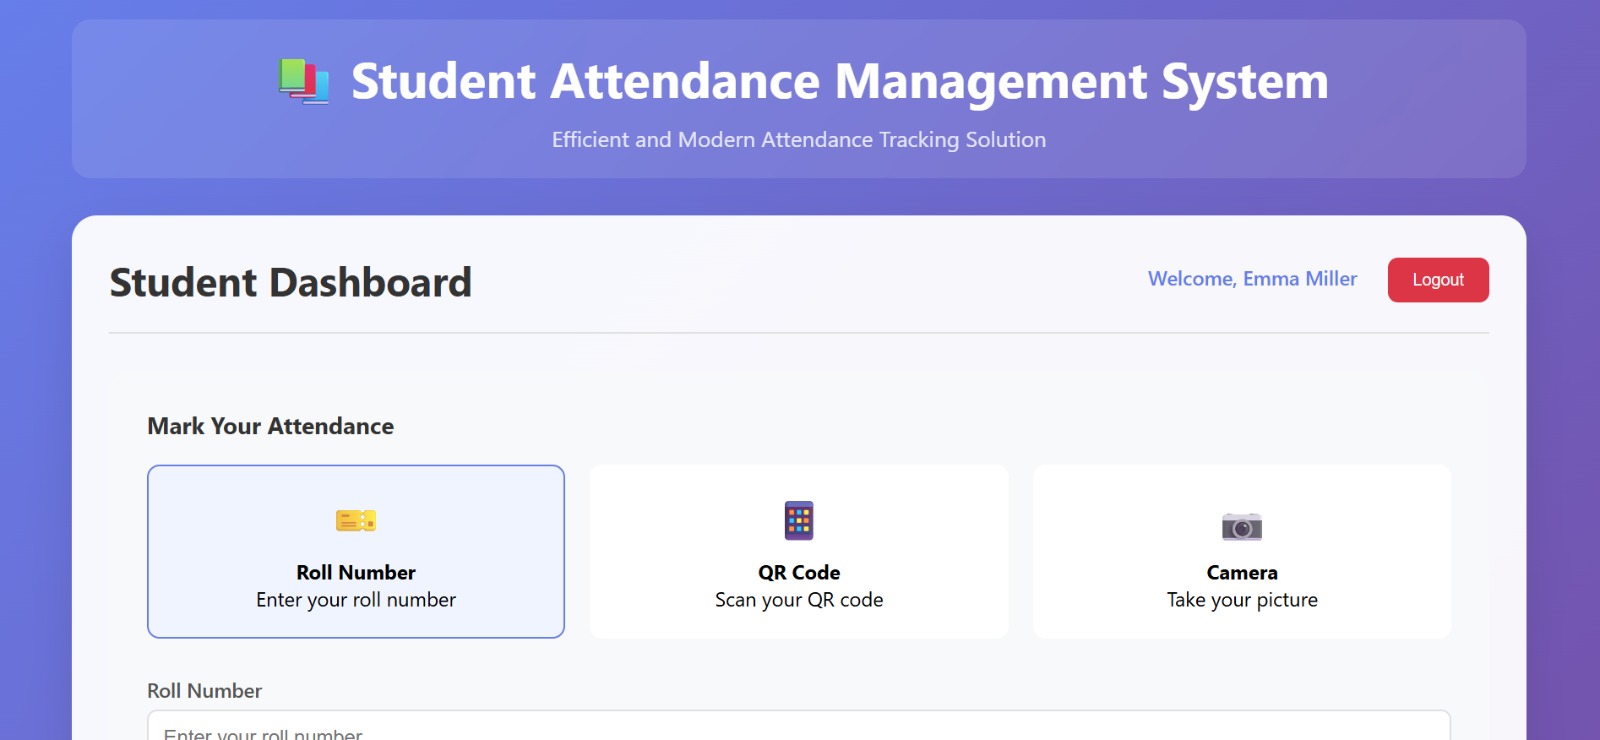 Student Attendance Management System
Efficient and Modern Attendance Tracking Solution
Student Dashboard
Welcome, Emma Miller
Logout
Mark Your Attendance
Roll Number
Enter your roll number
QR Code
Scan your QR code
Camera
Take your picture
Roll Number
Enter your roll number